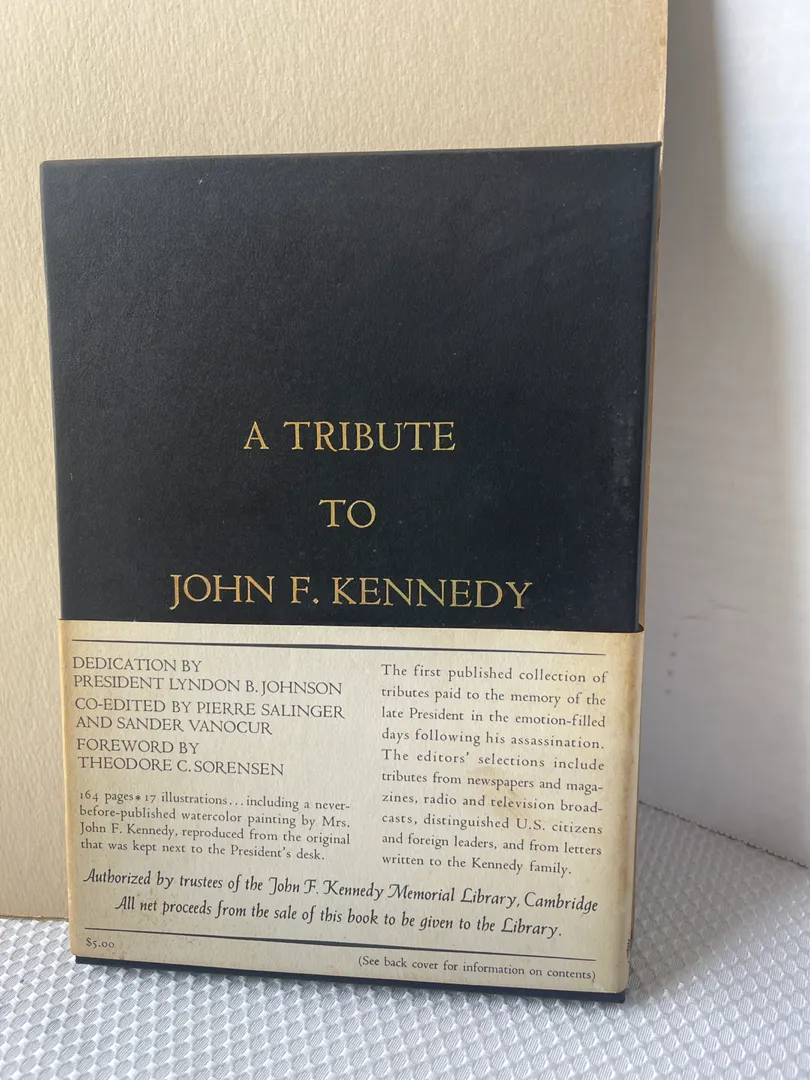 A TRIBUTE
TO
JOHN F. KENNEDY
DEDICATION BY
PRESIDENT LYNDON B. JOHNSON
CO-EDITED BY PIERRE SALINGER
AND SANDER VANOCUR
FOREWORD BY
THEODORE C. SORENSEN
164 pages * 17 illustrations... including a never-
before-published watercolor painting by Mrs.
John F. Kennedy, reproduced from the original
that was kept next to the President's desk.
The first published collection of
tributes paid to the memory of the
late President in the emotion-filled
days following his assassination.
The editors' selections include
tributes from newspapers and maga-
zines, radio and television broad-
casts, distinguished U.S. citizens
and foreign leaders, and from letters
written to the Kennedy family.
Authorized by trustees of the John F. Kennedy Memorial Library, Cambridge
All net proceeds from the sale of this book to be given to the Library.
$5.00
(See back cover for information on contents)